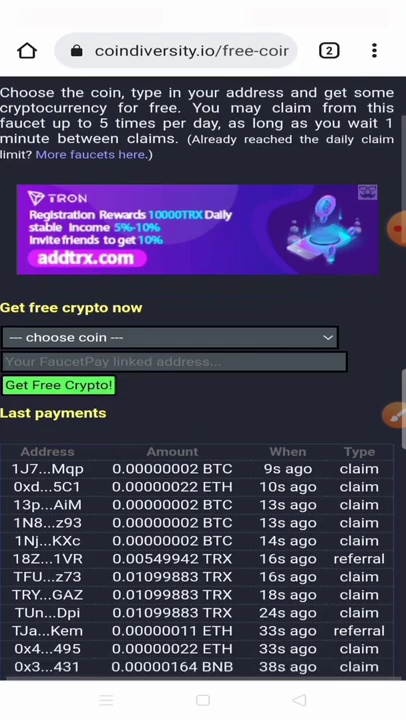 coindiversity.io/free-coir
2
Choose the coin, type in your address and get some
cryptocurrency for free. You may claim from this
faucet up to 5 times per day, as long as you wait 1
minute between claims. (Already reached the daily claim
limit? More faucets here.)
TRON
Registration Rewards 10000TRX Daily
stable Income 5%-10%
Invite friends to get 10%
addtrx.com
Get free crypto now
--- choose coin ---
Your FaucetPay linked address...
Get Free Crypto!
Last payments
Address Amount When Type
1J7...Mqp 0.00000002 BTC 9s ago claim
0xd...5C1 0.00000022 ETH 10s ago claim
13p...AiM 0.00000002 BTC 13s ago claim
1N8...z93 0.00000002 BTC 13s ago claim
1Nj...KXc 0.00000002 BTC 14s ago claim
18Z...1VR 0.00549942 TRX 16s ago referral
TFU...z73 0.01099883 TRX 16s ago claim
TRY...GAZ 0.01099883 TRX 18s ago claim
TUn...Dpi 0.01099883 TRX 24s ago claim
TJa...Kem 0.00000011 ETH 33s ago referral
0x4...495 0.00000022 ETH 33s ago claim
0x3...431 0.00000164 BNB 38s ago claim